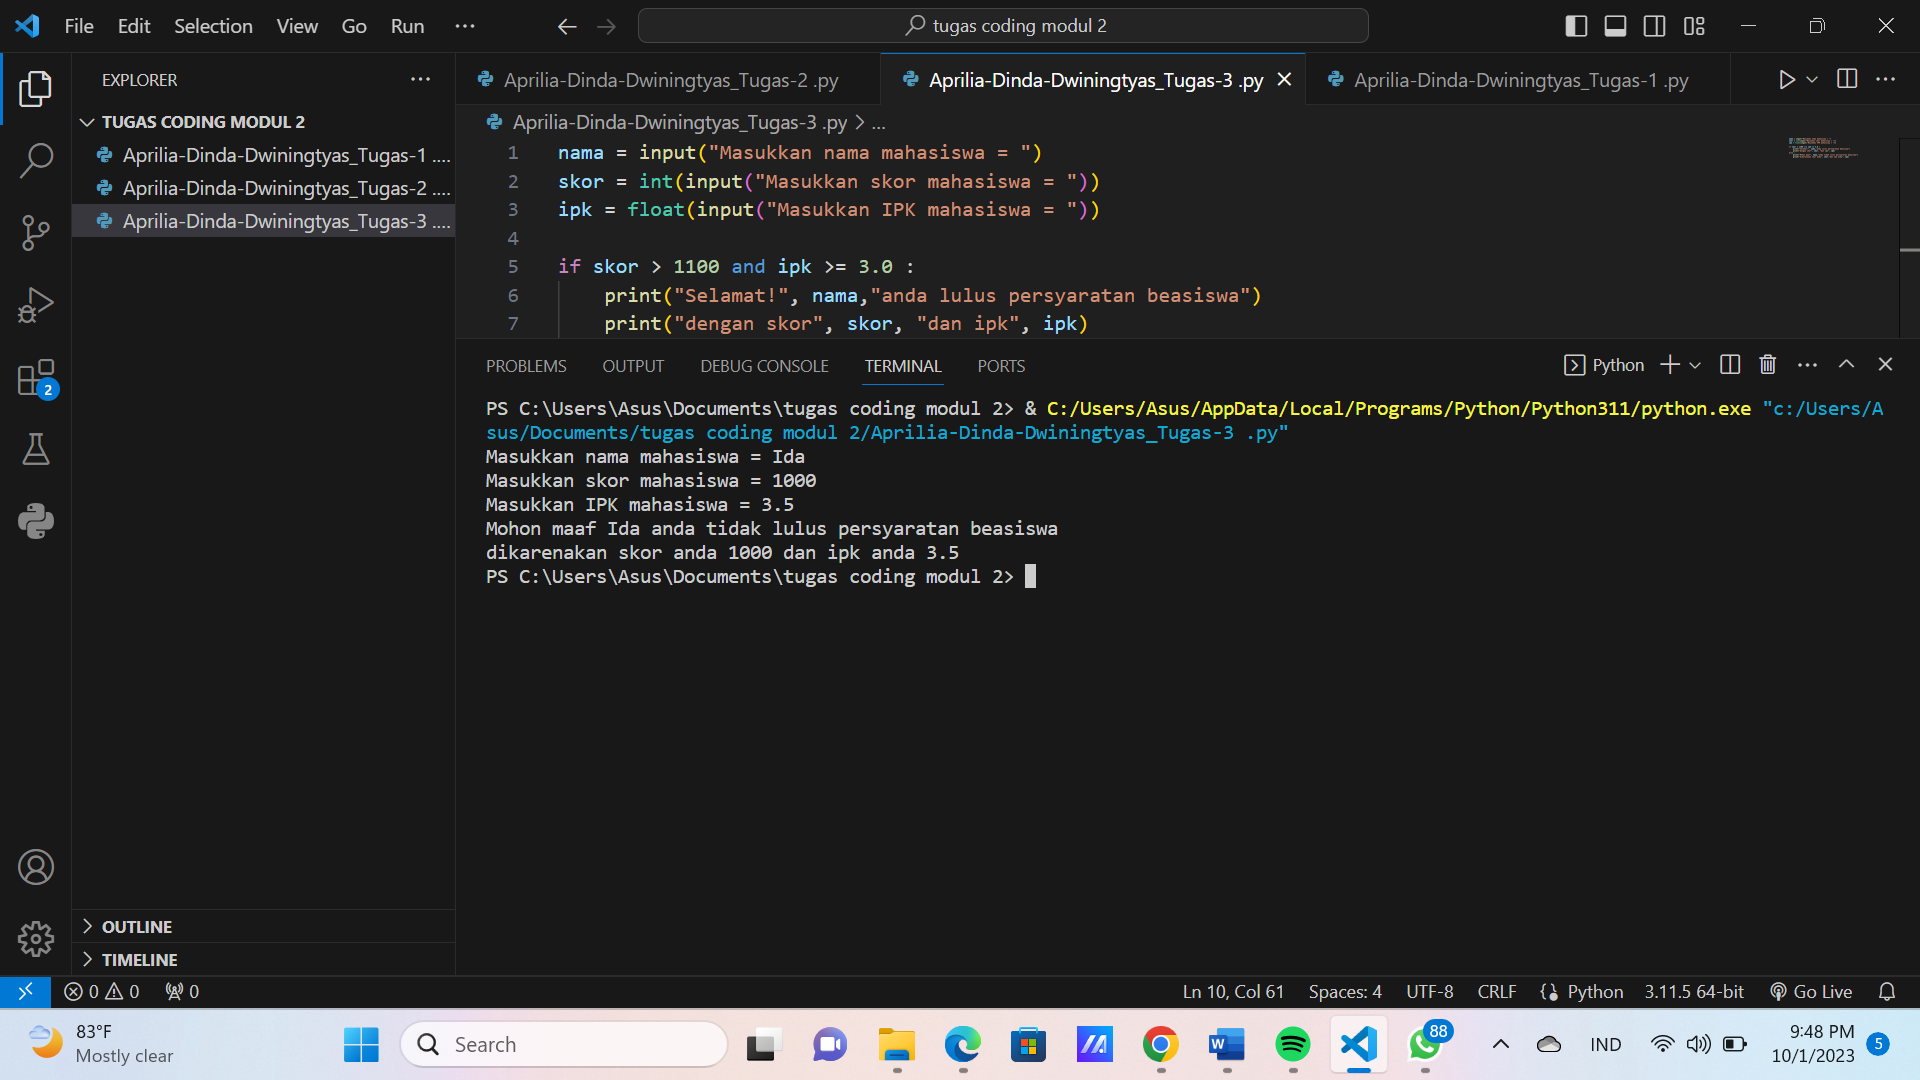 File Edit Selection View Go Run ···
tugas coding modul 2
EXPLORER ···
TUGAS CODING MODUL 2
Aprilia-Dinda-Dwiningtyas_Tugas-1 ....
Aprilia-Dinda-Dwiningtyas_Tugas-2 ....
Aprilia-Dinda-Dwiningtyas_Tugas-3 ....
2
OUTLINE
TIMELINE
Aprilia-Dinda-Dwiningtyas_Tugas-2 .py
Aprilia-Dinda-Dwiningtyas_Tugas-3 .py
Aprilia-Dinda-Dwiningtyas_Tugas-1 .py
Aprilia-Dinda-Dwiningtyas_Tugas-3 .py > ...
1 nama = input("Masukkan nama mahasiswa = ")
2 skor = int(input("Masukkan skor mahasiswa = "))
3 ipk = float(input("Masukkan IPK mahasiswa = "))
4
5 if skor > 1100 and ipk >= 3.0 :
6 print("Selamat!", nama,"anda lulus persyaratan beasiswa")
7 print("dengan skor", skor, "dan ipk", ipk)
PROBLEMS OUTPUT DEBUG CONSOLE TERMINAL PORTS
Python
PS C:\Users\Asus\Documents\tugas coding modul 2> & C:/Users/Asus/AppData/Local/Programs/Python/Python311/python.exe "c:/Users/A
sus/Documents/tugas coding modul 2/Aprilia-Dinda-Dwiningtyas_Tugas-3 .py"
Masukkan nama mahasiswa = Ida
Masukkan skor mahasiswa = 1000
Masukkan IPK mahasiswa = 3.5
Mohon maaf Ida anda tidak lulus persyaratan beasiswa
dikarenakan skor anda 1000 dan ipk anda 3.5
PS C:\Users\Asus\Documents\tugas coding modul 2>
0 0 0
Ln 10, Col 61 Spaces: 4 UTF-8 CRLF Python 3.11.5 64-bit Go Live
83°F
Mostly clear
Search
88
IND
9:48 PM
10/1/2023
5